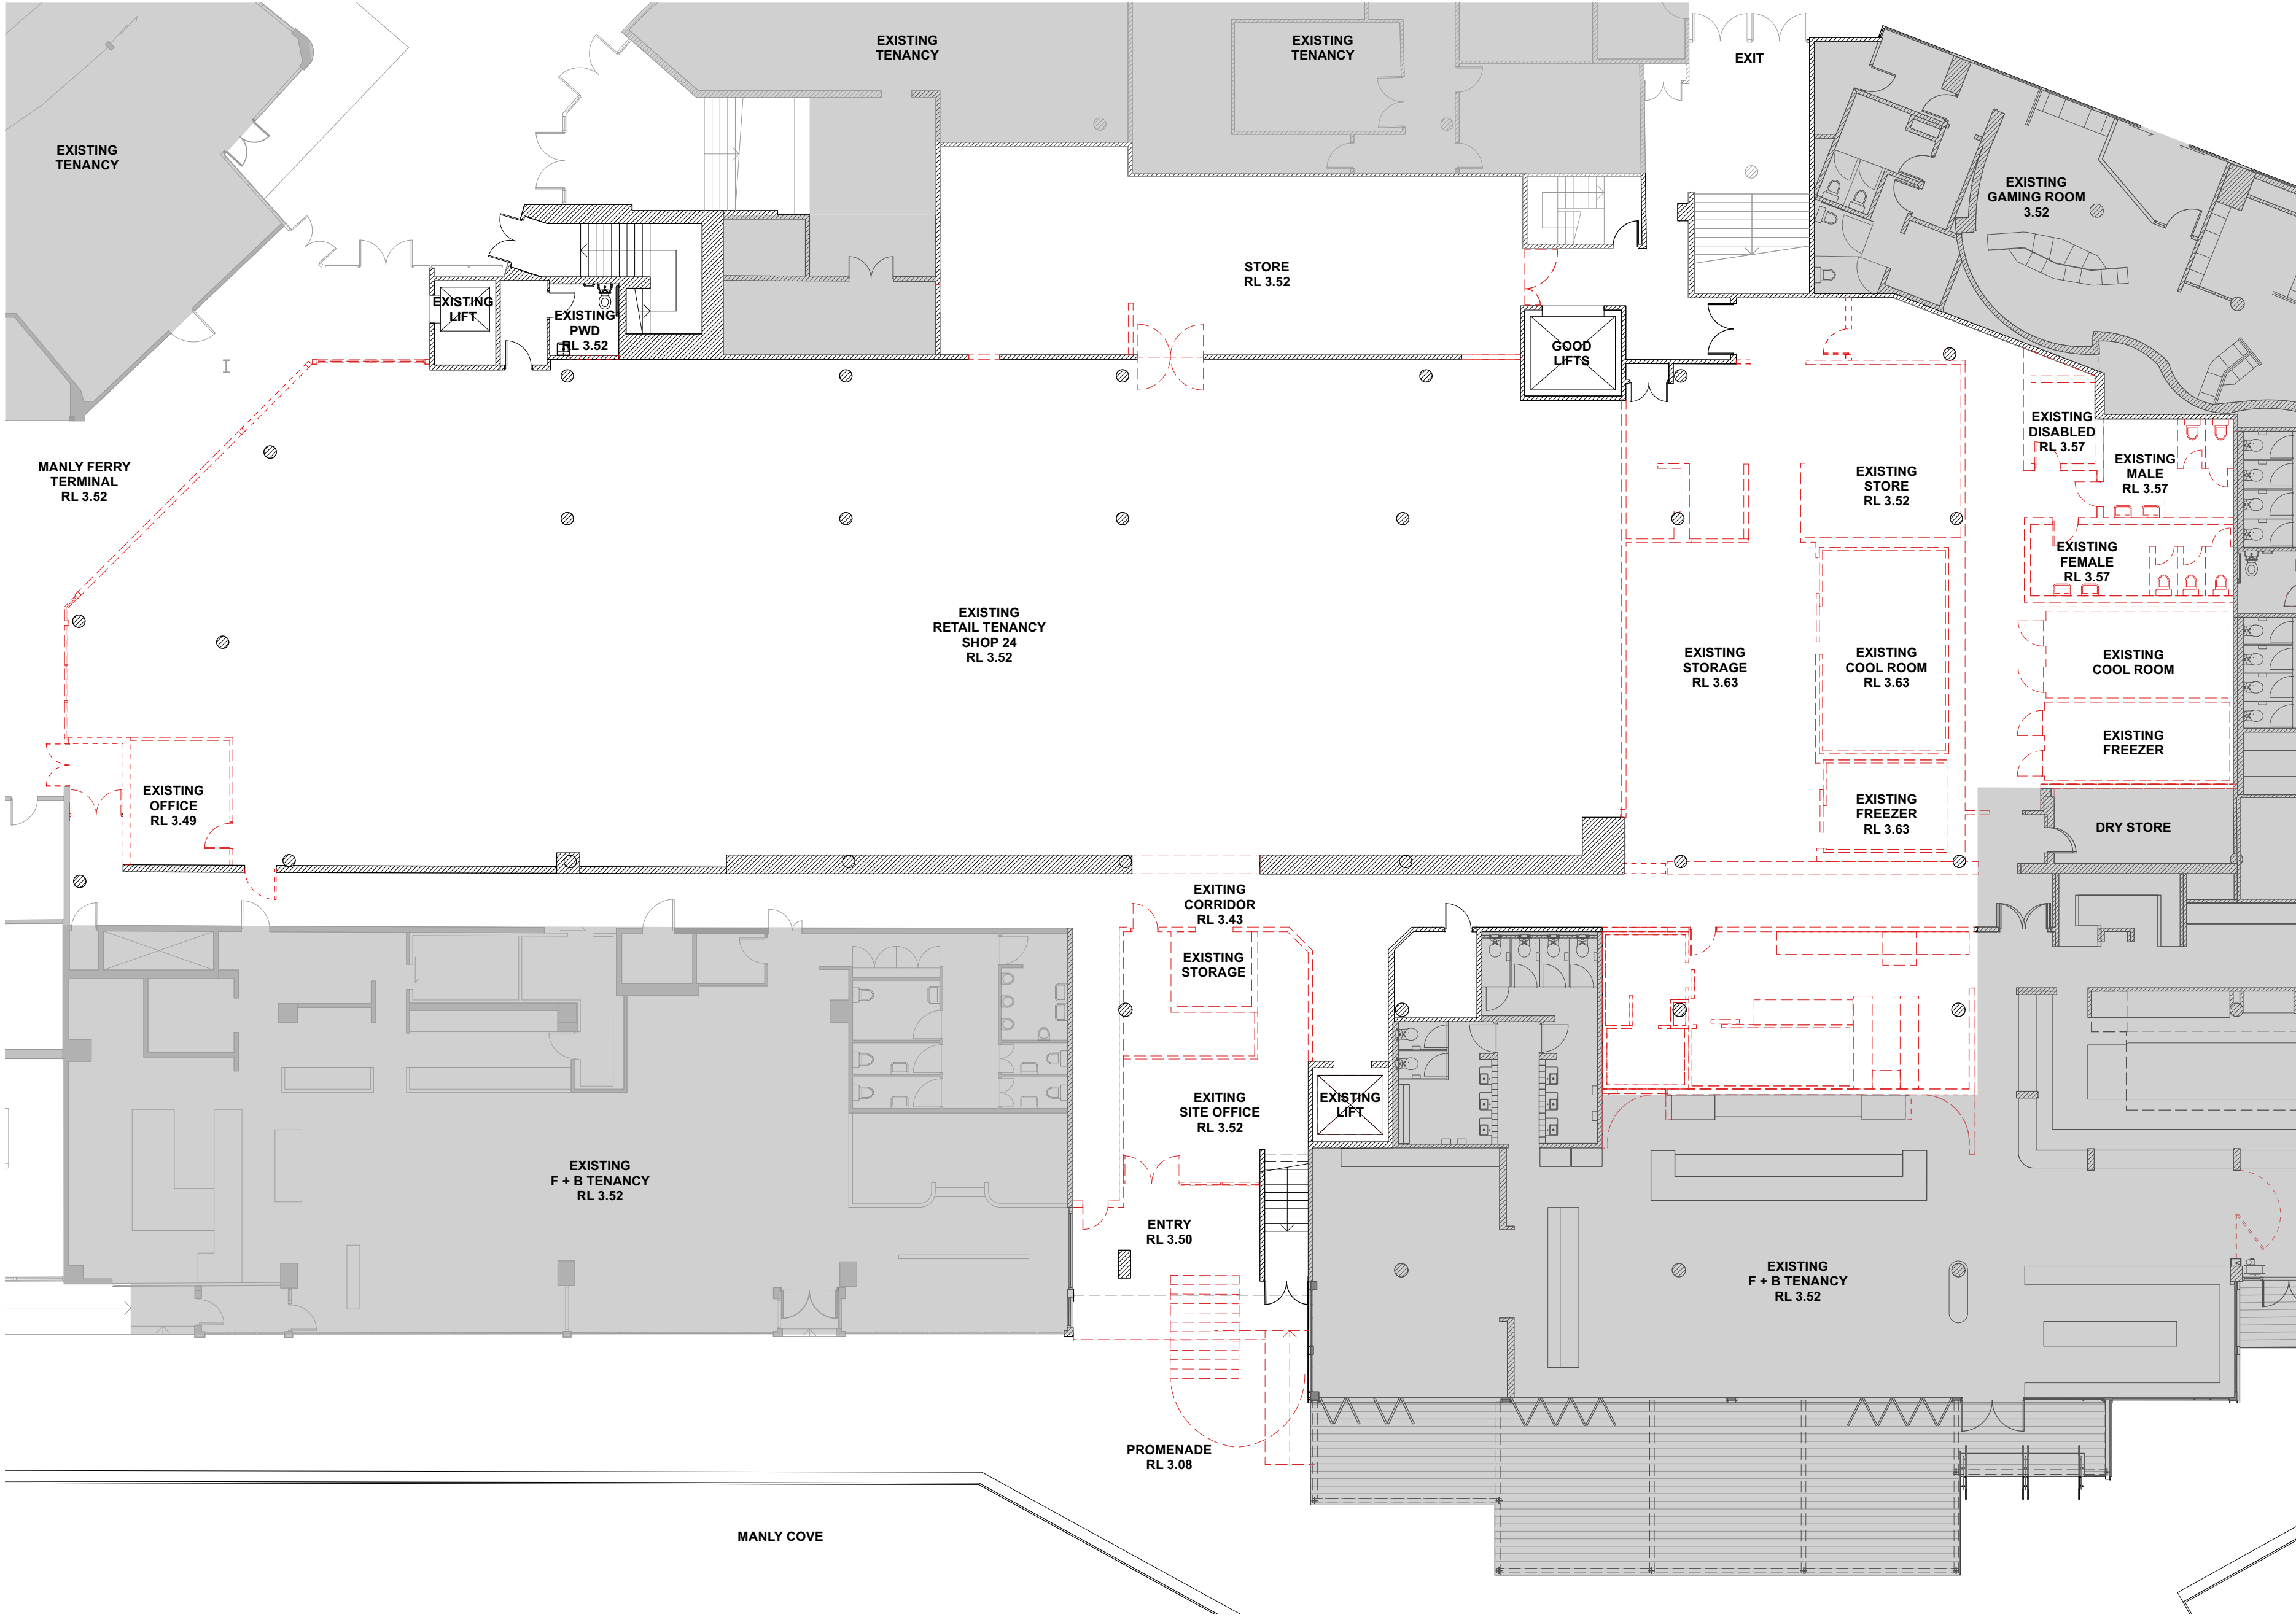 EXISTING
TENANCY
EXISTING
TENANCY
EXIT
EXISTING
TENANCY
EXISTING
GAMING ROOM
3.52
STORE
RL 3.52
EXISTING
LIFT
EXISTING
PWD
RL 3.52
GOOD
LIFTS
MANLY FERRY
TERMINAL
RL 3.52
EXISTING
DISABLED
RL 3.57
EXISTING
MALE
RL 3.57
EXISTING
STORE
RL 3.52
EXISTING
FEMALE
RL 3.57
EXISTING
RETAIL TENANCY
SHOP 24
RL 3.52
EXISTING
STORAGE
RL 3.63
EXISTING
COOL ROOM
RL 3.63
EXISTING
COOL ROOM
EXISTING
FREEZER
EXISTING
OFFICE
RL 3.49
EXISTING
FREEZER
RL 3.63
DRY STORE
EXITING
CORRIDOR
RL 3.43
EXISTING
STORAGE
EXITING
SITE OFFICE
RL 3.52
EXISTING
LIFT
EXISTING
F + B TENANCY
RL 3.52
ENTRY
RL 3.50
EXISTING
F + B TENANCY
RL 3.52
PROMENADE
RL 3.08
MANLY COVE